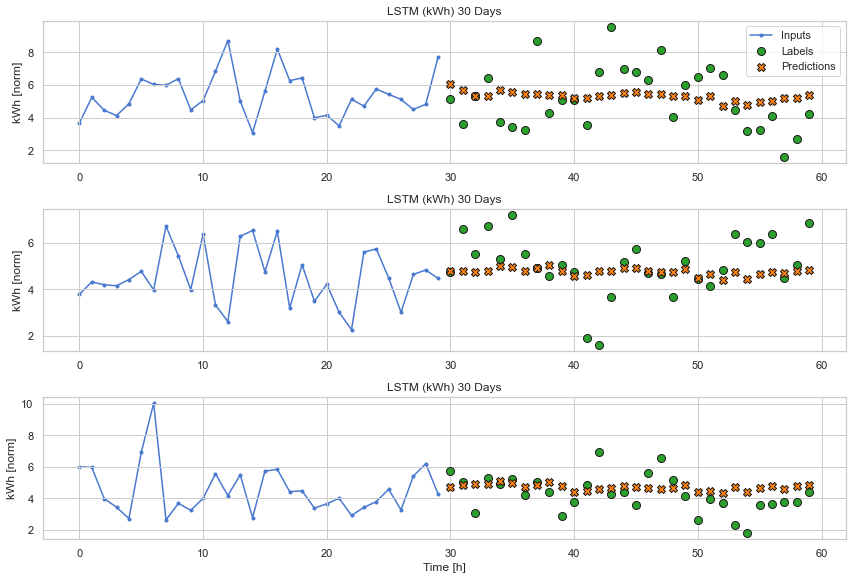 LSTM (kWh) 30 Days
kWh [norm]
8
6
4
2
0 10 20 30 40 50 60
Inputs
Labels
Predictions
LSTM (kWh) 30 Days
kWh [norm]
6
4
2
0 10 20 30 40 50 60
LSTM (kWh) 30 Days
kWh [norm]
10
8
6
4
2
0 10 20 30 40 50 60
Time [h]